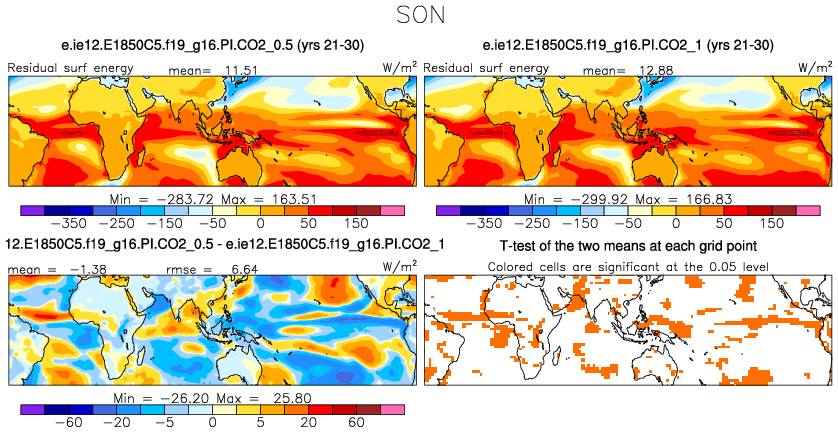 SON
e.ie12.E1850C5.f19_g16.PI.CO2_0.5 (yrs 21-30)
Residual surf energy mean= 11.51 W/m²
Min = -283.72 Max = 163.51
-350 -250 -150 -50 0 50 150
e.ie12.E1850C5.f19_g16.PI.CO2_1 (yrs 21-30)
Residual surf energy mean= 12.88 W/m²
Min = -299.92 Max = 166.83
-350 -250 -150 -50 0 50 150
12.E1850C5.f19_g16.PI.CO2_0.5 - e.ie12.E1850C5.f19_g16.PI.CO2_1
mean = -1.38 rmse = 6.64 W/m²
Min = -26.20 Max = 25.80
-60 -20 -5 0 5 20 60
T-test of the two means at each grid point
Colored cells are significant at the 0.05 level